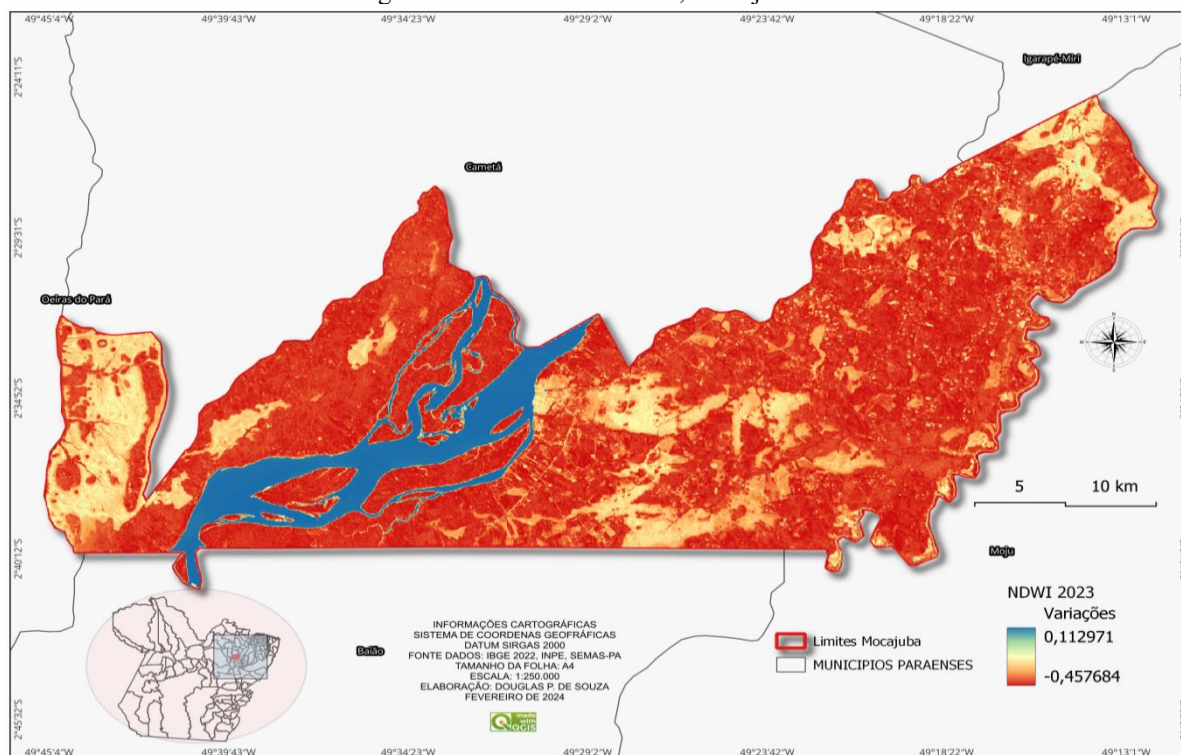 49°45'4"W 49°39'43"W 49°34'23"W 49°29'2"W 49°23'42"W 49°18'22"W 49°13'1"W
2°24'11"S
Igarapé-Miri
Cametá
2°29'31"S
Oeiras do Pará
2°34'52"S
5 10 km
2°40'12"S
Moju
NDWI 2023
Variações
0,112971
-0,457684
INFORMAÇÕES CARTOGRÁFICAS
SISTEMA DE COORDENAS GEOFRÁFICAS
DATUM SIRGAS 2000
FONTE DADOS: IBGE 2022, INPE, SEMAS-PA
TAMANHO DA FOLHA: A4
ESCALA: 1:250.000
ELABORAÇÃO: DOUGLAS P. DE SOUZA
FEVEREIRO DE 2024
Baião
Limites Mocajuba
MUNICIPIOS PARAENSES
made with
QGIS
2°45'32"S
49°45'4"W 49°39'43"W 49°34'23"W 49°29'2"W 49°23'42"W 49°18'22"W 49°13'1"W